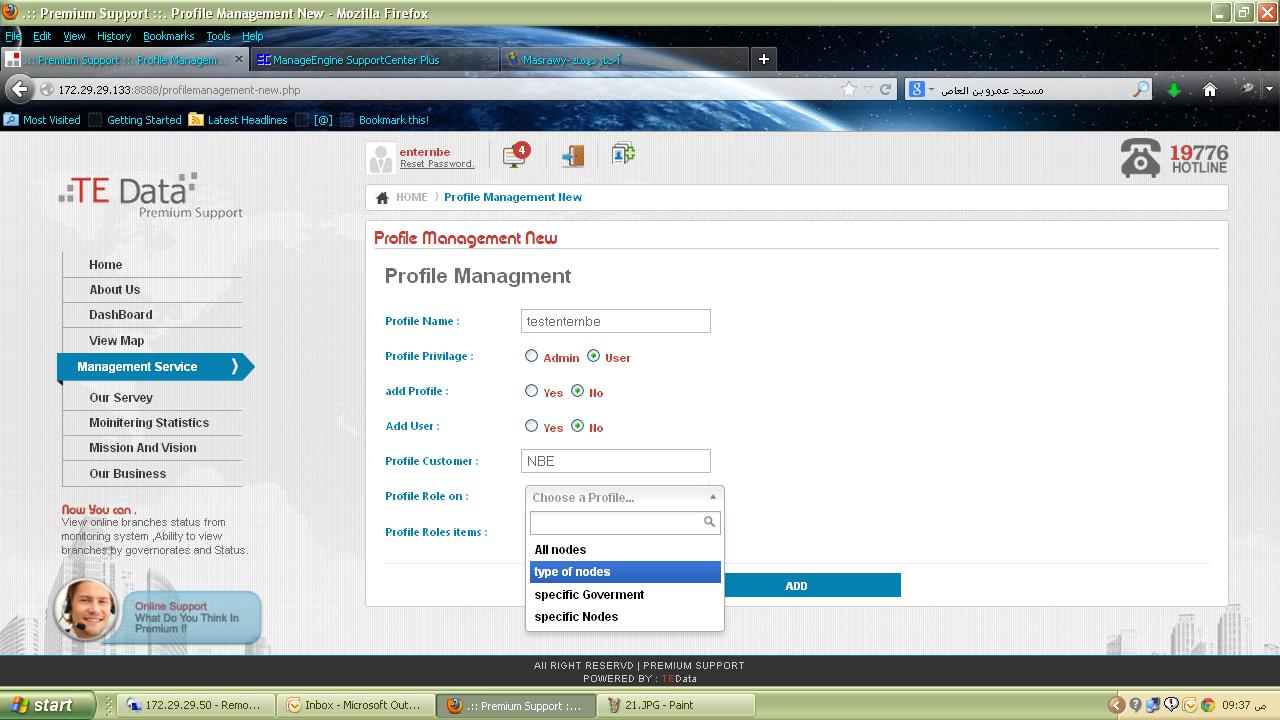 .:: Premium Support ::. Profile Management New - Mozilla Firefox
File Edit View History Bookmarks Tools Help
.:: Premium Support ::. Profile Managem...
ManageEngine SupportCenter Plus
172.29.29.133
مسجد عمرو بن العاص
Most Visited Getting Started Latest Headlines [@] Bookmark this!
enternbe
Reset Password.
4
19776
HOTLINE
TE Data
Premium Support
HOME Profile Management New
Profile Management New
Profile Managment
Home
About Us
DashBoard
View Map
Management Service
Our Servey
Moinitering Statistics
Mission And Vision
Our Business
Profile Name : testenternbe
Profile Privilage : Admin User
add Profile : Yes No
Add User : Yes No
Profile Customer : NBE
Profile Role on : Choose a Profile...
Profile Roles items :
All nodes
type of nodes
specific Goverment
specific Nodes
ADD
Now You can .
View online branches status from
monitoring system ,Ability to view
branches by governorates and Status.
Online Support
What Do You Think In
Premium !!
All RIGHT RESERVD | PREMIUM SUPPORT
POWERED BY : TEData
start 172.29.29.50 - Remo... Inbox - Microsoft Out... .:: Premium Support :... 21.JPG - Paint 09:37 ص